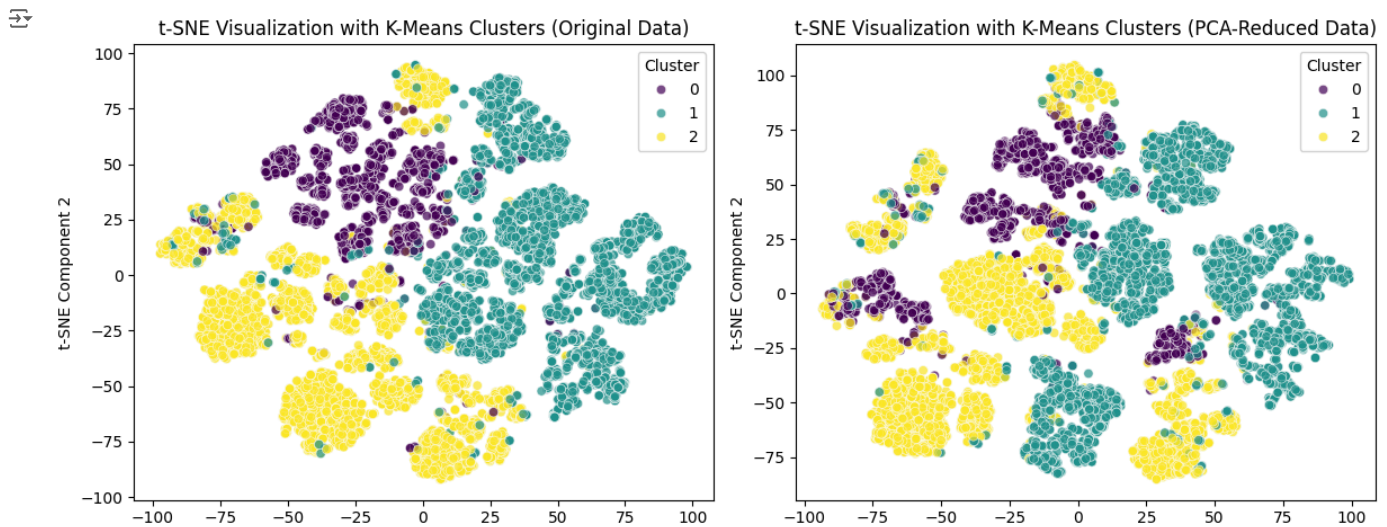 t-SNE Visualization with K-Means Clusters (Original Data)
100
75
50
25
0
−25
−50
−75
−100
t-SNE Component 2
Cluster
0
1
2
−100 −75 −50 −25 0 25 50 75 100
t-SNE Visualization with K-Means Clusters (PCA-Reduced Data)
100
75
50
25
0
−25
−50
−75
t-SNE Component 2
Cluster
0
1
2
−100 −75 −50 −25 0 25 50 75 100